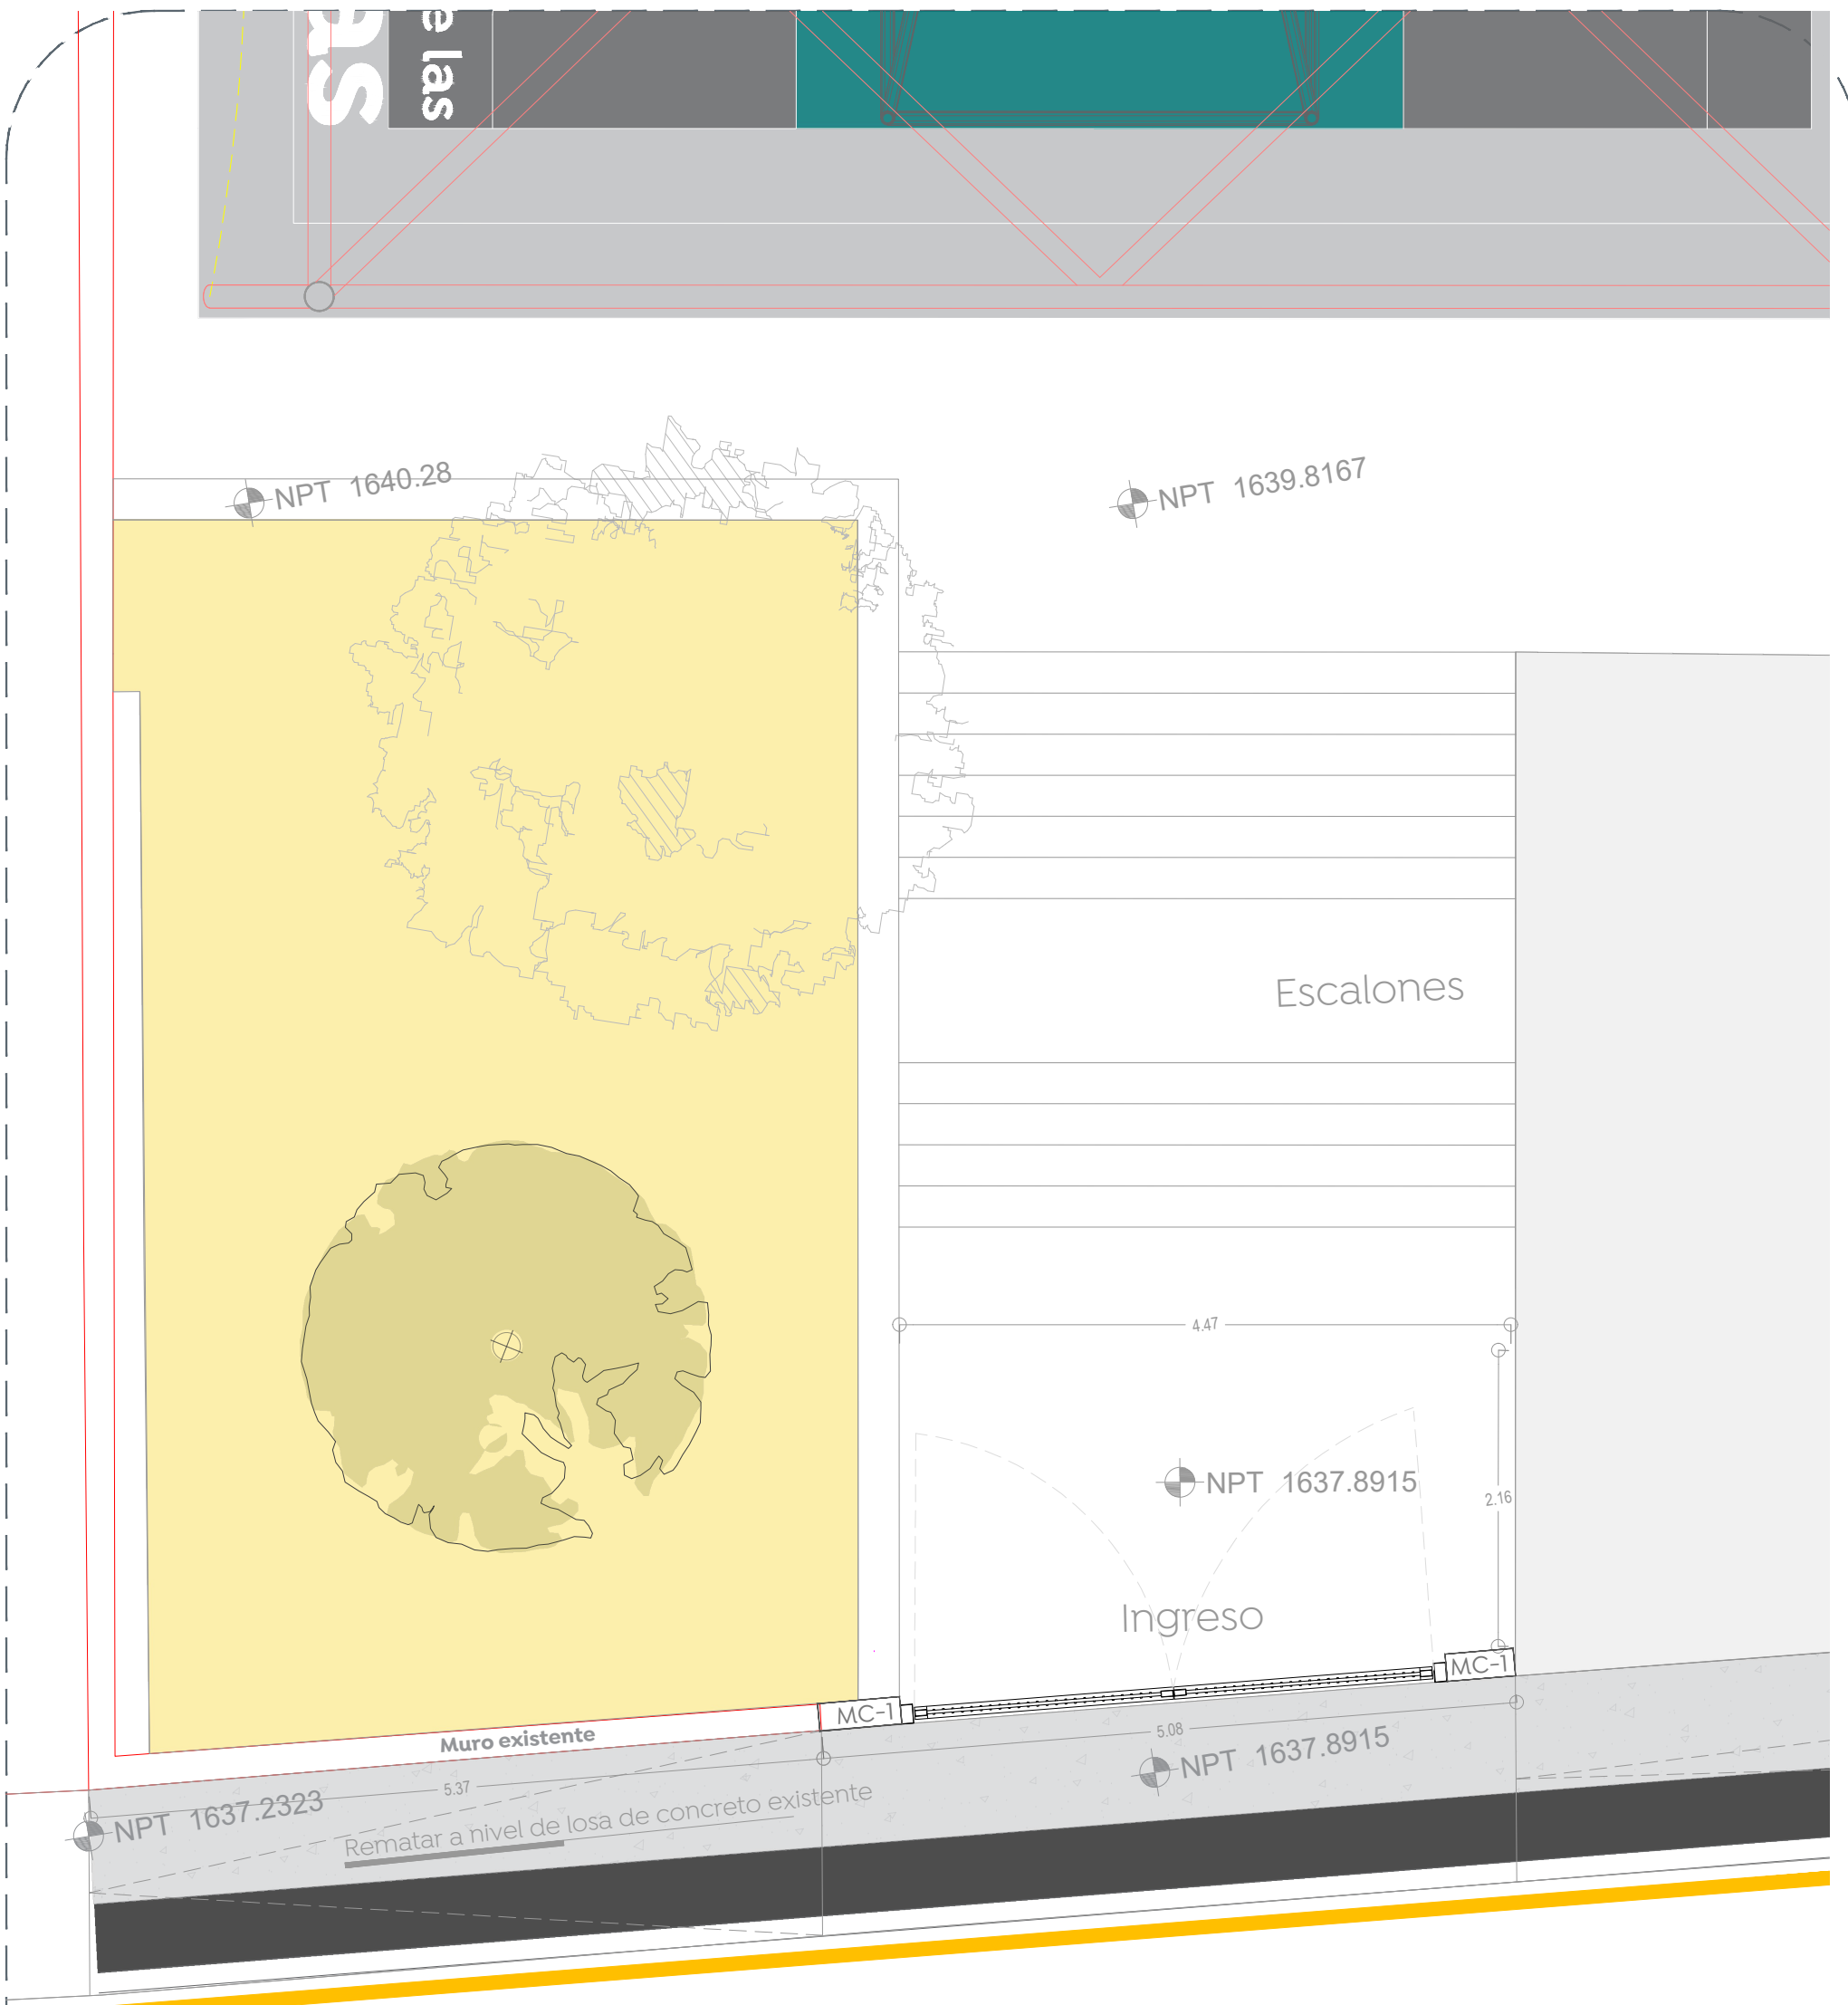 as
e las
NPT 1640.28
NPT 1639.8167
Escalones
4.47
NPT 1637.8915
2.16
Ingreso
MC-1
MC-1
Muro existente
5.08
NPT 1637.8915
5.37
NPT 1637.2323
Rematar a nivel de losa de concreto existente